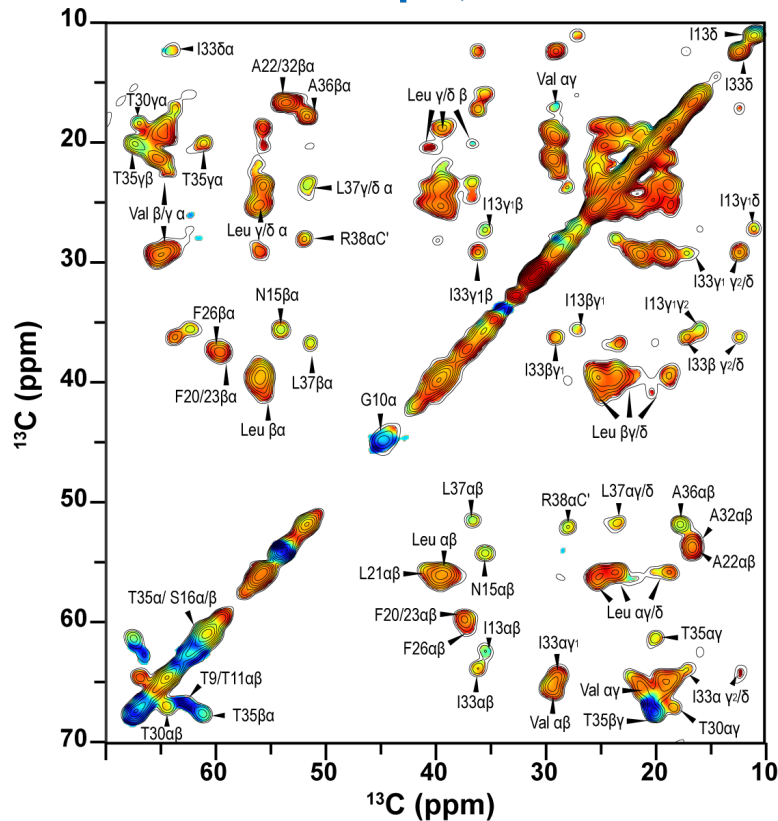 10
I33δα
I13δ
A22/32βα
A36βα
Val αγ
Leu γ/δ β
I33δ
T30γα
20
T35γβ
T35γα
L37γ/δ α
I13γ1β
I13γ1δ
Val β/γ α
Leu γ/δ α
R38αC'
30
I33γ1β
I33γ1 γ2/δ
F26βα
N15βα
I13βγ1
I13γ1γ2
I33βγ1
I33β γ2/δ
L37βα
F20/23βα
40
G10α
Leu βα
Leu βγ/δ
13C (ppm)
50
L37αβ
R38αC'
L37αγ/δ
A36αβ
A32αβ
Leu αβ
A22αβ
L21αβ
N15αβ
T35α/ S16α/β
Leu αγ/δ
60
F20/23αβ
I13αβ
F26αβ
I33αγ1
T35αγ
T9/T11αβ
I33αβ
Val αγ
I33α γ2/δ
T35βα
Val αβ
T35βγ
T30αγ
T30αβ
70
60
50
40
30
20
10
13C (ppm)